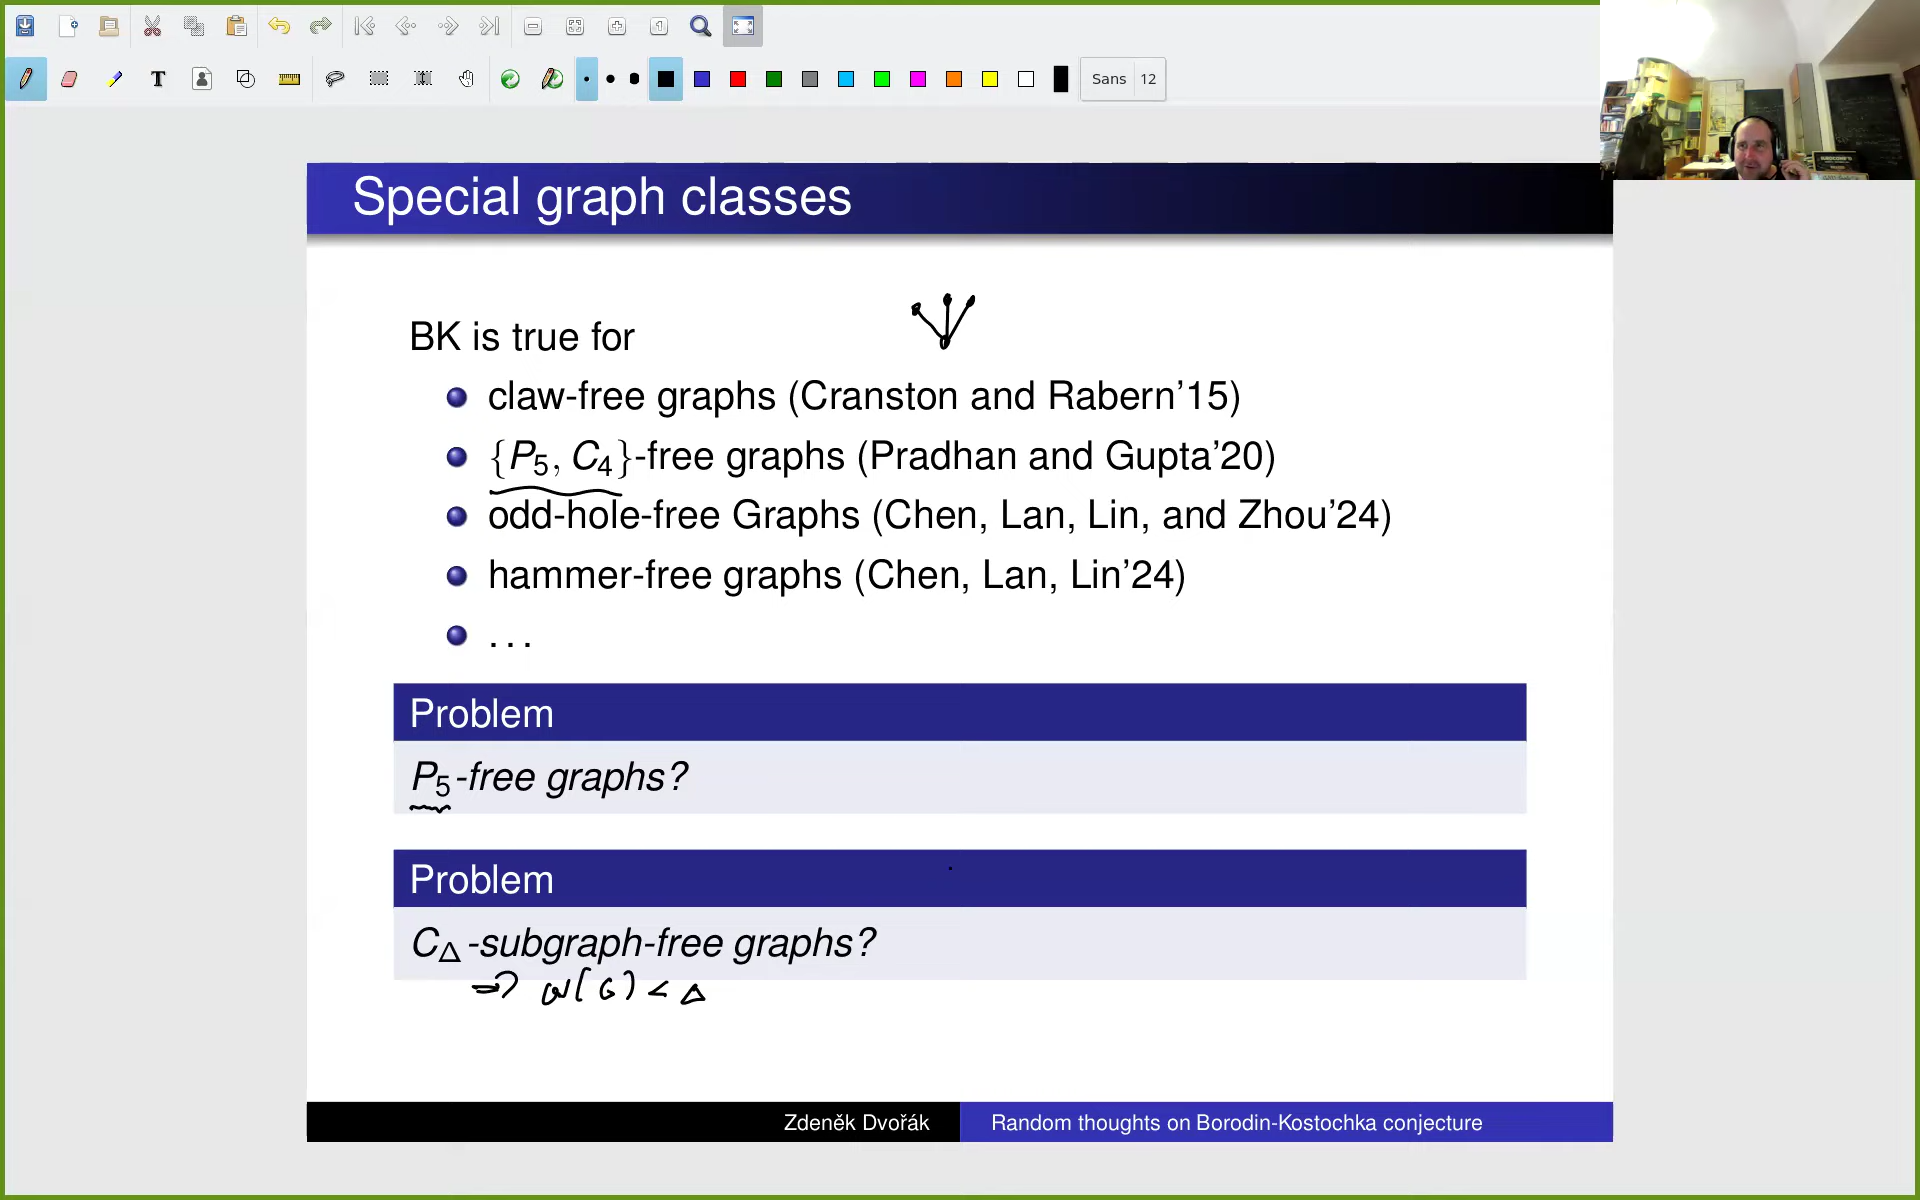 Sans 12
Special graph classes
BK is true for
claw-free graphs (Cranston and Rabern'15)
{P₅, C₄}-free graphs (Pradhan and Gupta'20)
odd-hole-free Graphs (Chen, Lan, Lin, and Zhou'24)
hammer-free graphs (Chen, Lan, Lin'24)
...
Problem
P₅-free graphs?
Problem
C_Δ-subgraph-free graphs?
⇒ ω(G) < Δ
Zdeněk Dvořák Random thoughts on Borodin-Kostochka conjecture